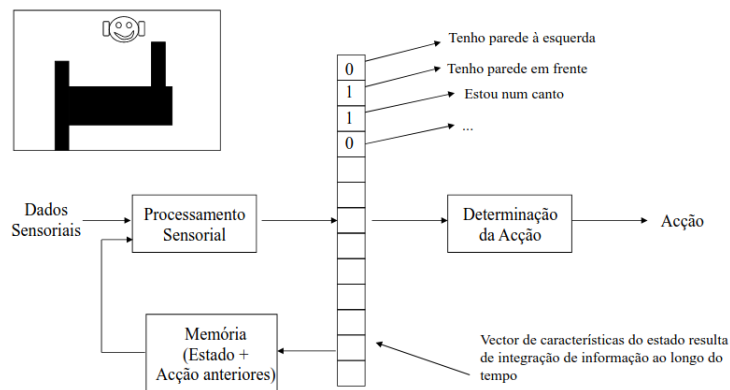 Tenho parede à esquerda
0
Tenho parede em frente
1
Estou num canto
1
...
0
Dados
Sensoriais
Processamento
Sensorial
Determinação
da Acção
Acção
Memória
(Estado +
Acção anteriores)
Vector de características do estado resulta
de integração de informação ao longo do
tempo